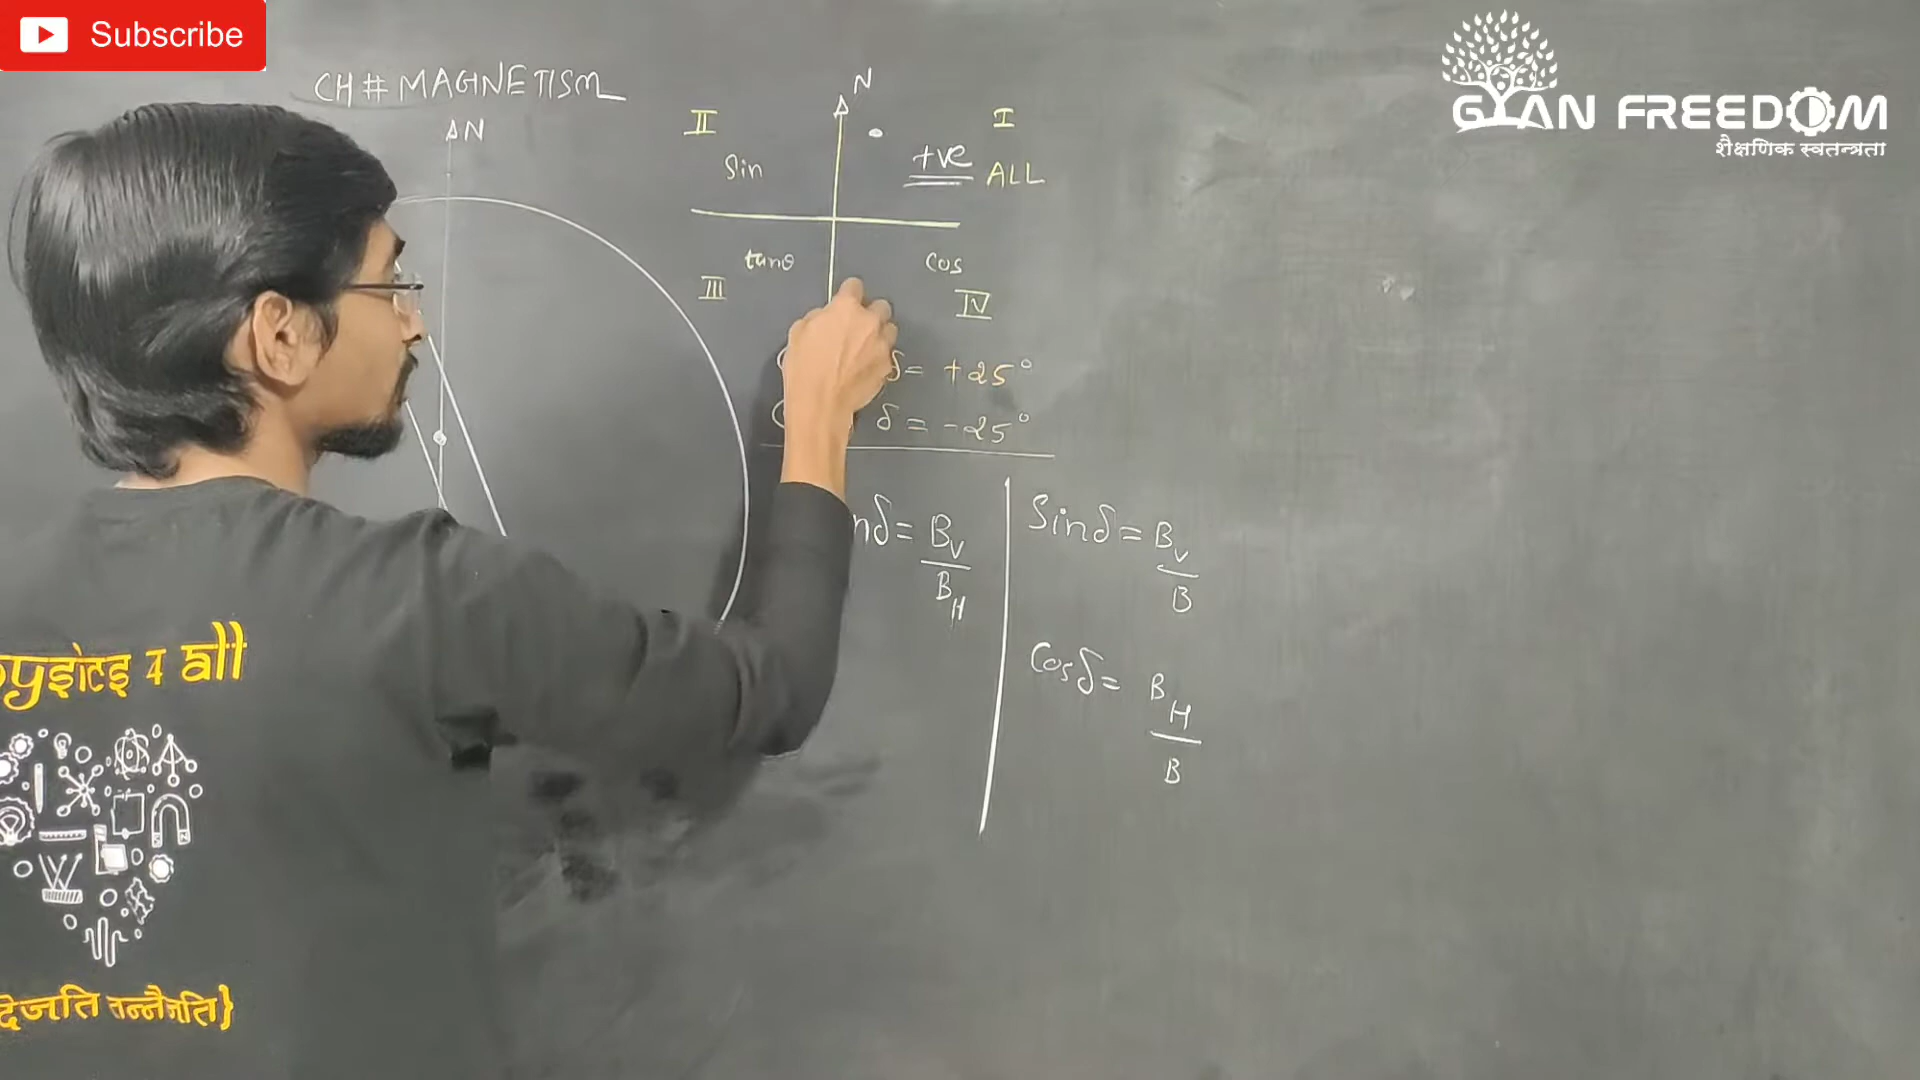 Subscribe
GYAN FREEDOM
शैक्षणिक स्वतन्त्रता
CH# MAGNETISM
N
N
II
I
Sin
+ve
ALL
tanθ
cos
III
IV
δ= +25°
δ = -25°
nδ = Bv/BH
Sinδ = Bv/B
Cosδ = BH/B
4 all